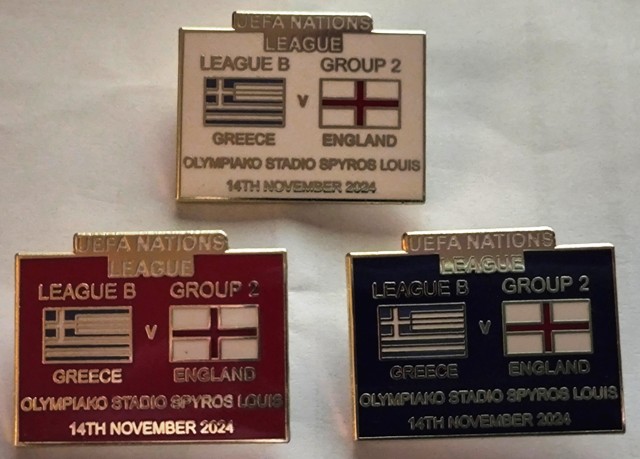 UEFA NATIONS
LEAGUE
LEAGUE B GROUP 2
V
GREECE ENGLAND
OLYMPIAKO STADIO SPYROS LOUIS
14TH NOVEMBER 2024
UEFA NATIONS
LEAGUE
LEAGUE B GROUP 2
V
GREECE ENGLAND
OLYMPIAKO STADIO SPYROS LOUIS
14TH NOVEMBER 2024
UEFA NATIONS
LEAGUE
LEAGUE B GROUP 2
V
GREECE ENGLAND
OLYMPIAKO STADIO SPYROS LOUIS
14TH NOVEMBER 2024